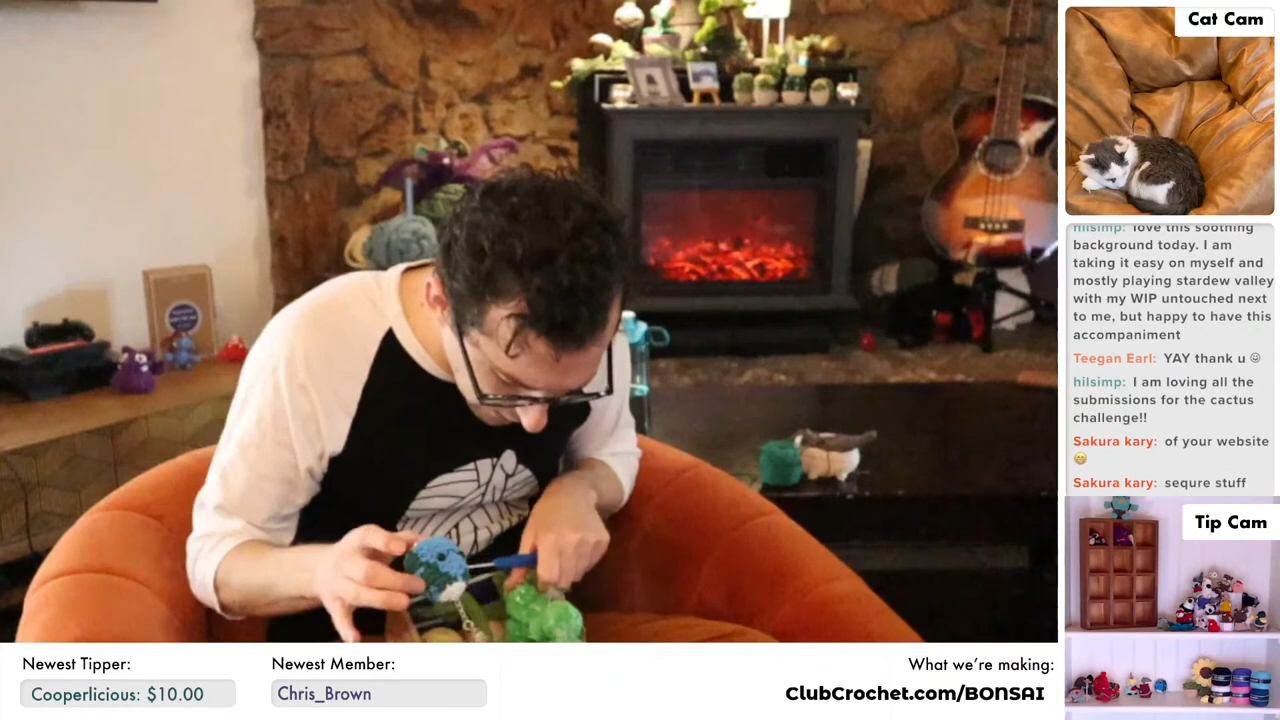 Cat Cam
hilsimp: love this soothing
background today. I am
taking it easy on myself and
mostly playing stardew valley
with my WIP untouched next
to me, but happy to have this
accompaniment
Teegan Earl: YAY thank u ☺
hilsimp: I am loving all the
submissions for the cactus
challenge!!
Sakura kary: of your website
😁
Sakura kary: sequre stuff
Tip Cam
Newest Tipper:
Cooperlicious: $10.00
Newest Member:
Chris_Brown
What we're making:
ClubCrochet.com/BONSAI